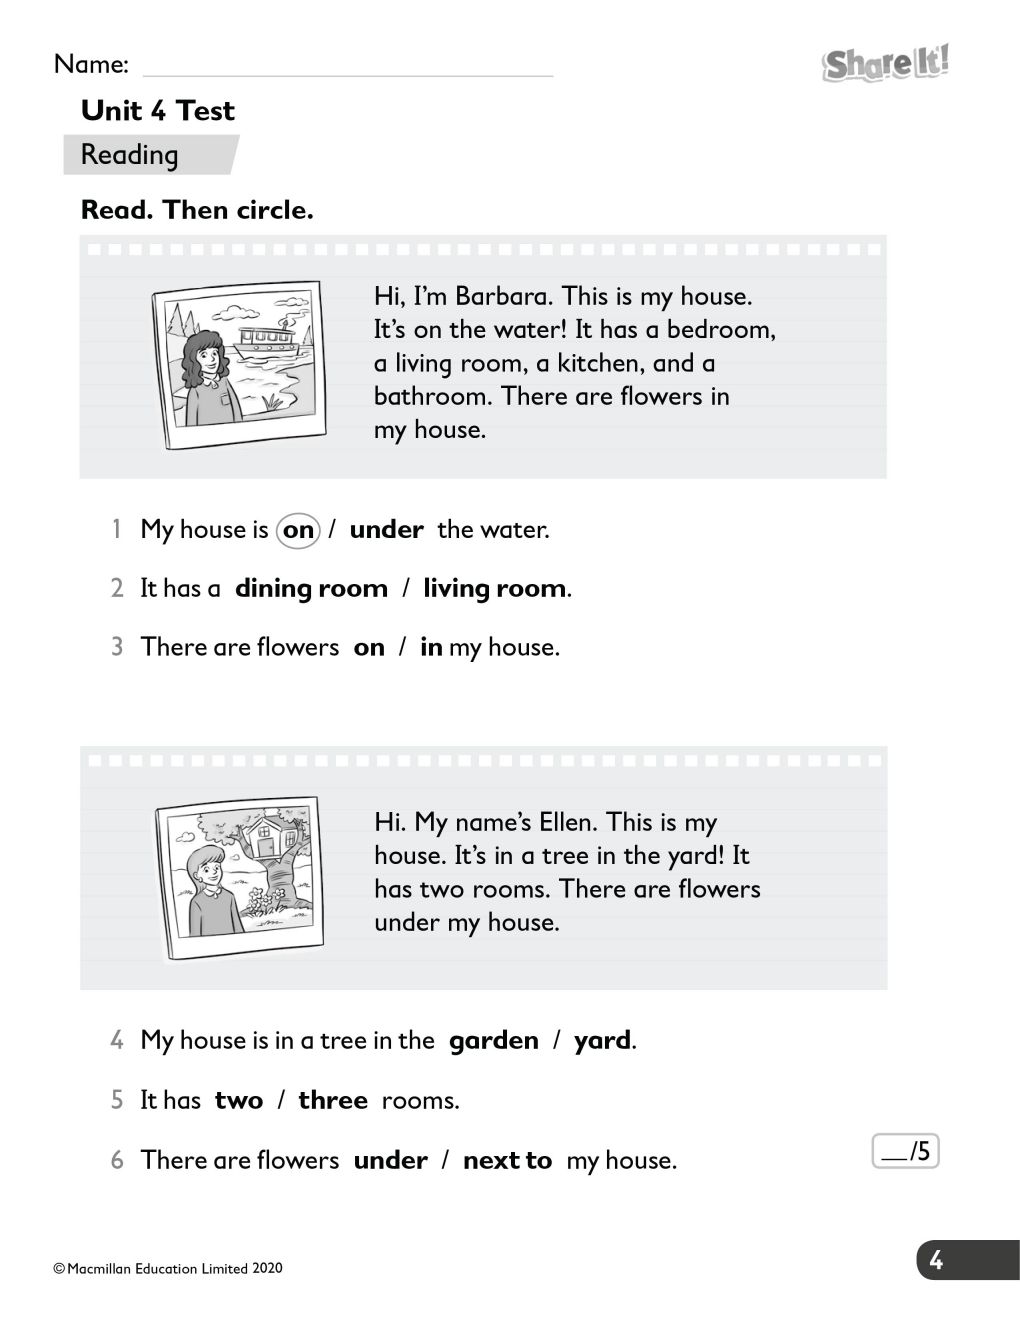 Name:
Share It!
Unit 4 Test
Reading
Read. Then circle.
Hi, I'm Barbara. This is my house.
It's on the water! It has a bedroom,
a living room, a kitchen, and a
bathroom. There are flowers in
my house.
1 My house is on / under the water.
2 It has a dining room / living room.
3 There are flowers on / in my house.
Hi. My name's Ellen. This is my
house. It's in a tree in the yard! It
has two rooms. There are flowers
under my house.
4 My house is in a tree in the garden / yard.
5 It has two / three rooms.
6 There are flowers under / next to my house.
__/5
© Macmillan Education Limited 2020
4